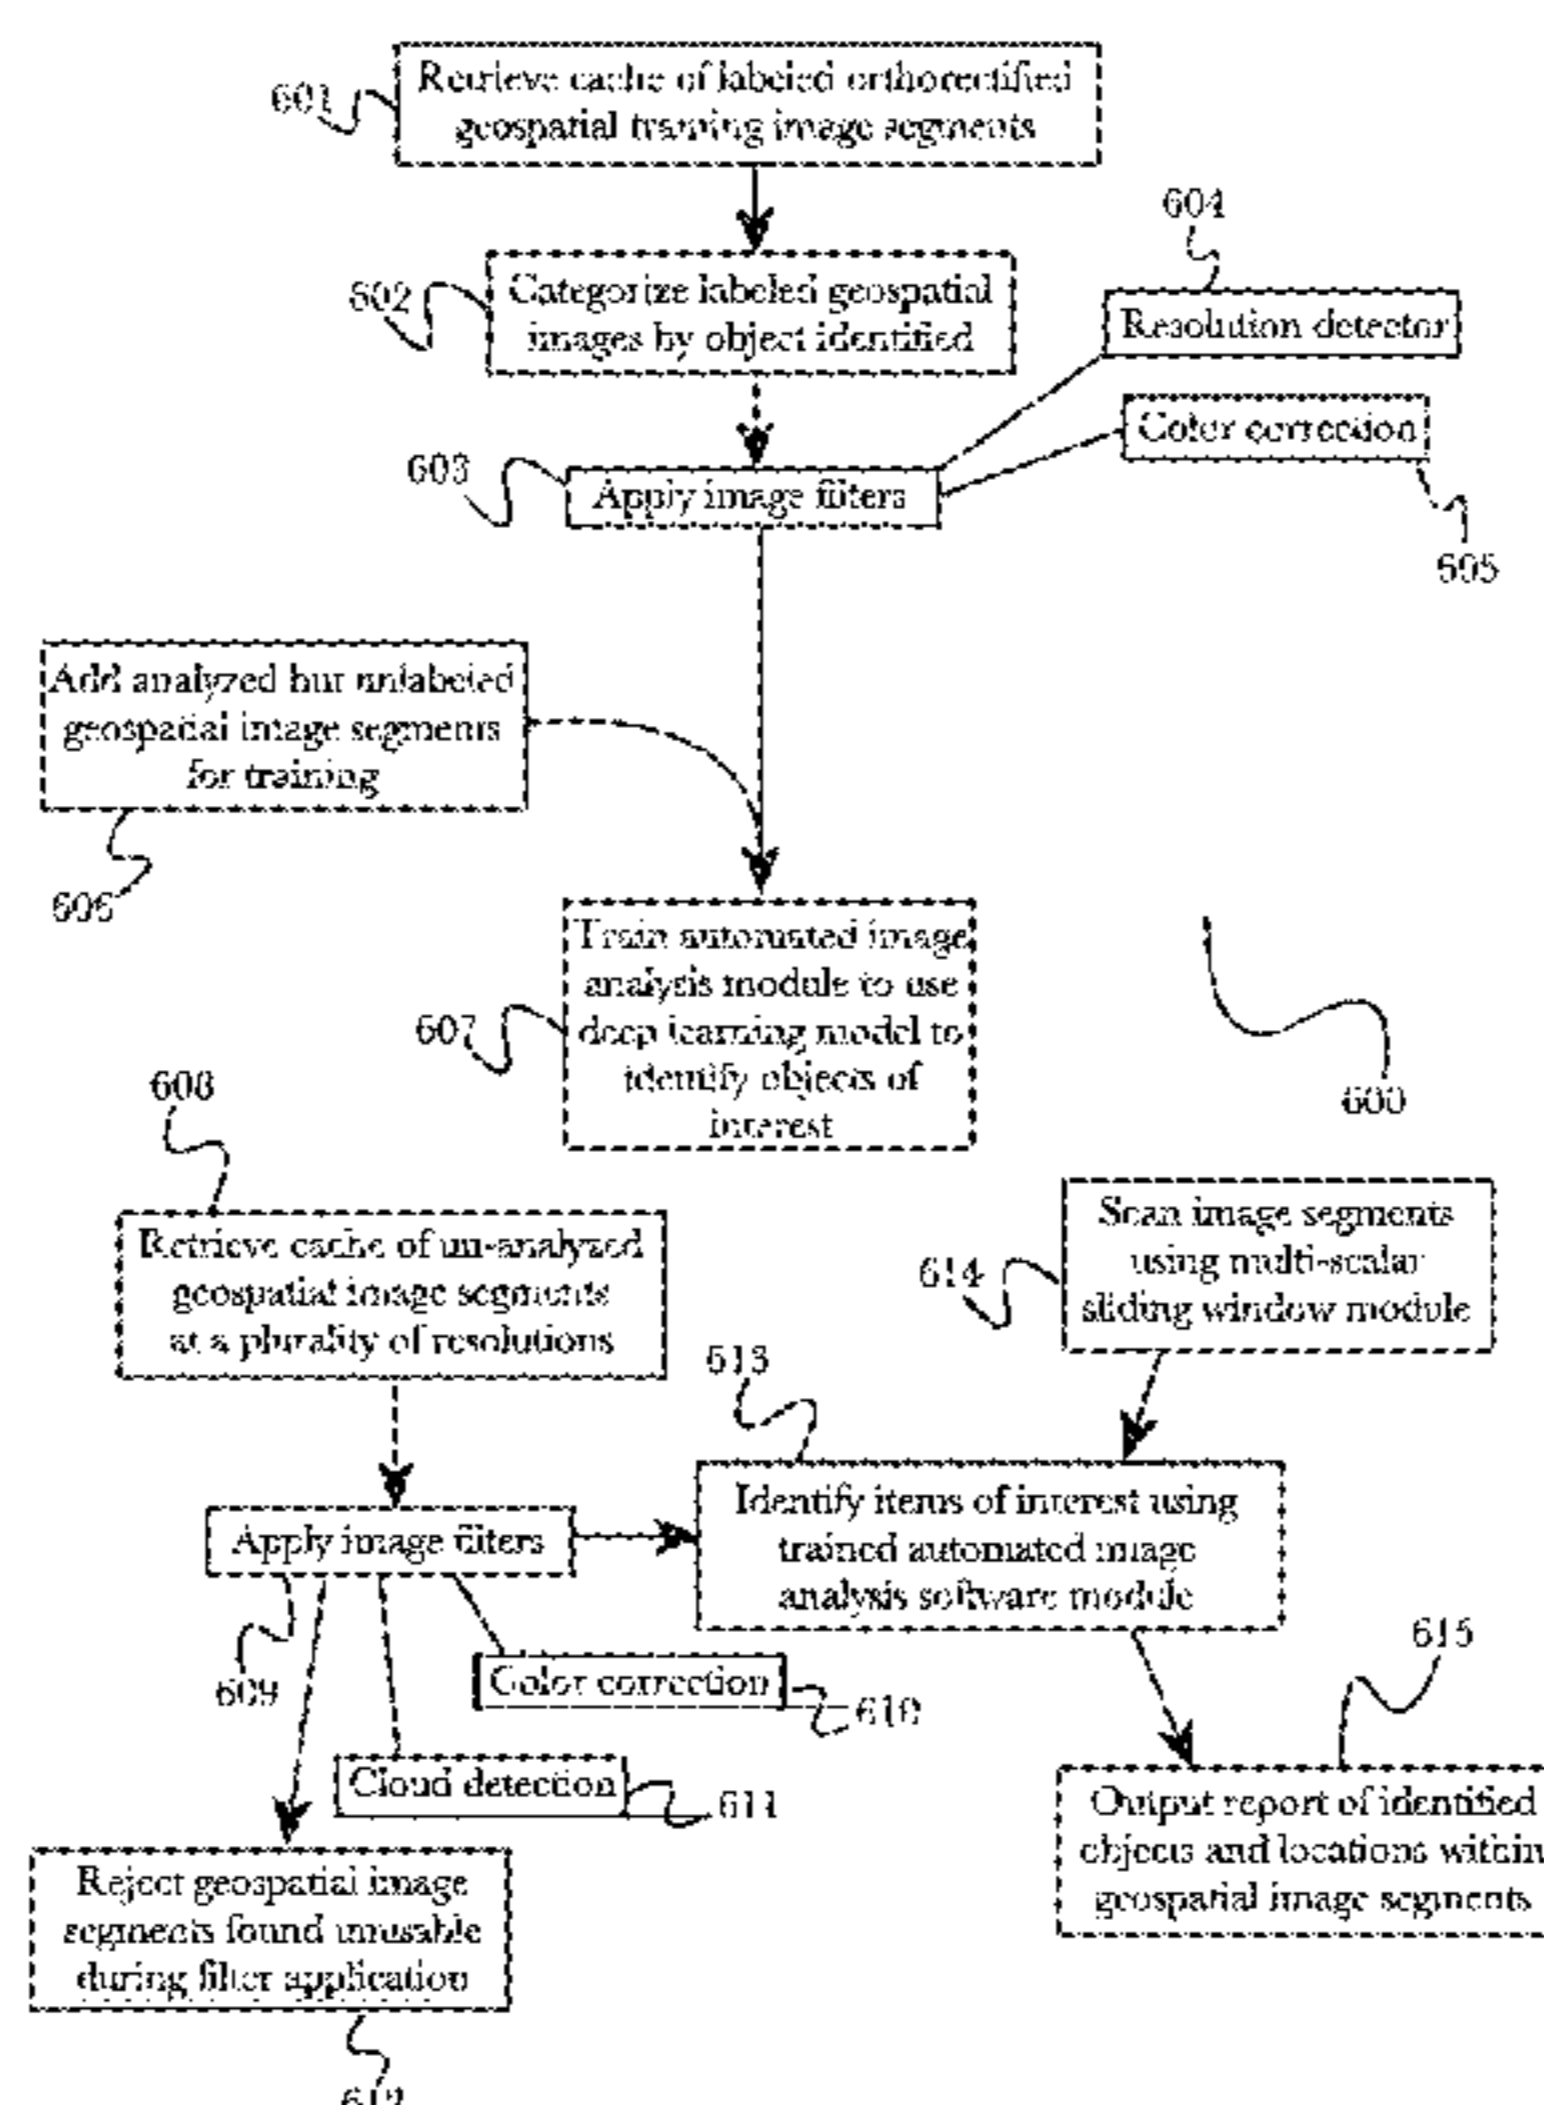 601
Retrieve cache of labeled orthorectified
geospatial training image segments
604
602
Categorize labeled geospatial
images by object identified
Resolution detector
Color correction
603
Apply image filters
605
Add analyzed but unlabeled
geospatial image segments
for training
606
Train automated image
analysis module to use
deep learning model to
identify objects of
interest
607
600
608
Retrieve cache of un-analyzed
geospatial image segments
at a plurality of resolutions
Scan image segments
using multi-scalar
sliding window module
614
613
Identify items of interest using
trained automated image
analysis software module
Apply image filters
609
Color correction
610
615
Cloud detection
611
Output report of identified
objects and locations within
geospatial image segments
Reject geospatial image
segments found unusable
during filter application
612